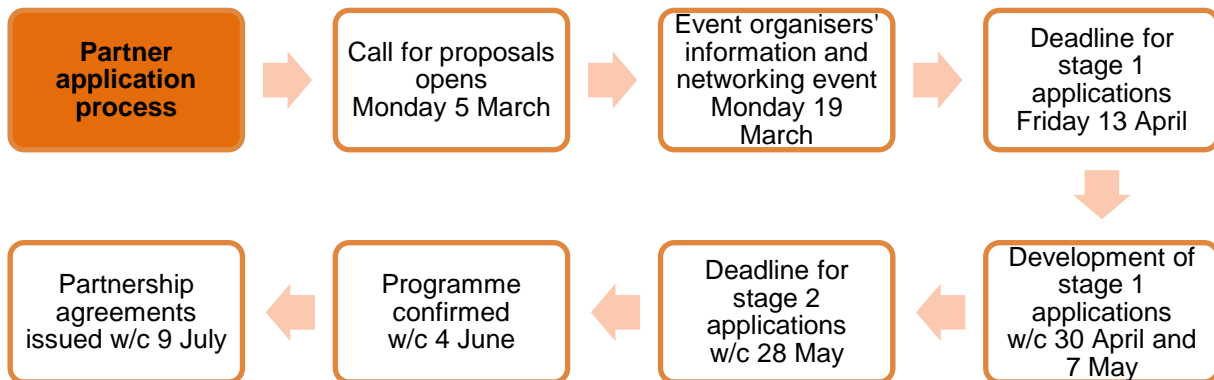 Partner
application
process
Call for proposals
opens
Monday 5 March
Event organisers'
information and
networking event
Monday 19
March
Deadline for
stage 1
applications
Friday 13 April
Development of
stage 1
applications
w/c 30 April and
7 May
Deadline for
stage 2
applications
w/c 28 May
Programme
confirmed
w/c 4 June
Partnership
agreements
issued w/c 9 July